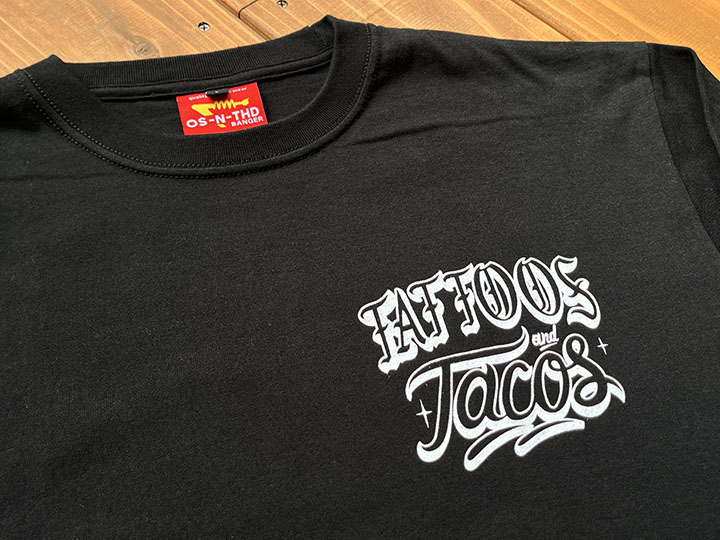 OS-N-THD
BANGER
TATTOOS
and
Tacos